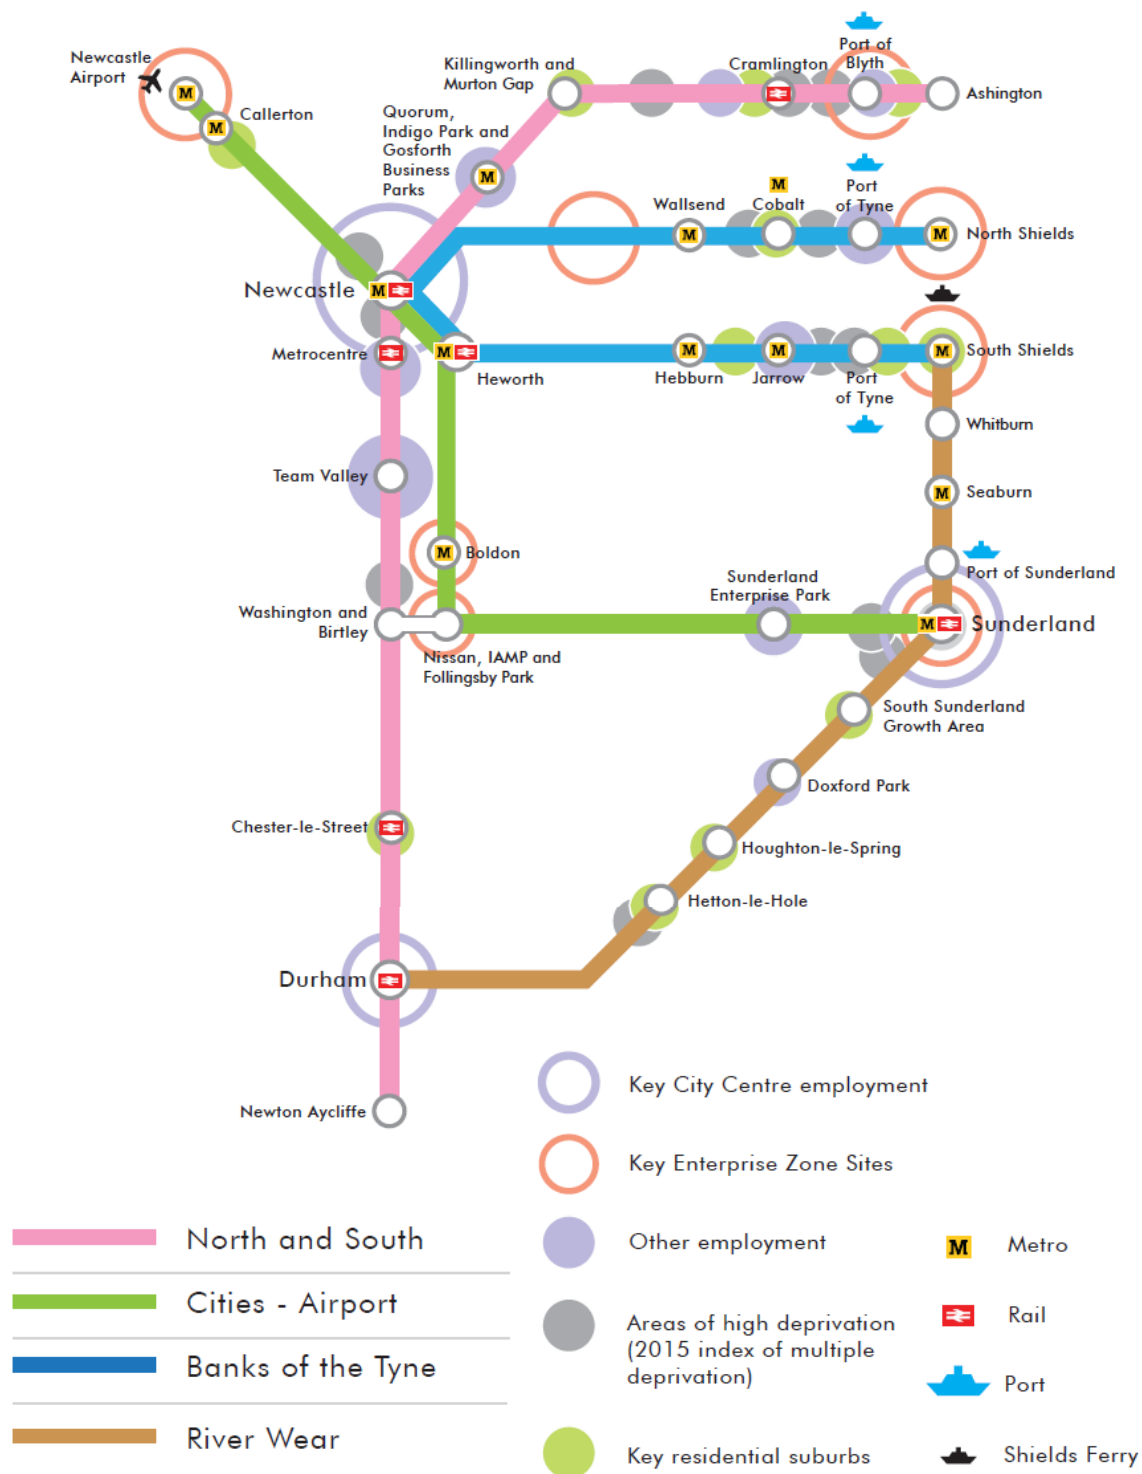 Newcastle
Airport
Callerton
Killingworth and
Murton Gap
Cramlington
Port of
Blyth
Ashington
Quorum,
Indigo Park and
Gosforth
Business
Parks
M
M
M
Wallsend
M
Cobalt
Port
of Tyne
M
M
North Shields
Newcastle
M
Metrocentre
M
Heworth
M
Hebburn
M
Jarrow
Port
of Tyne
M
South Shields
Whitburn
Team Valley
M
Seaburn
M
Boldon
Port of Sunderland
Sunderland
Enterprise Park
Washington and
Birtley
M
Sunderland
Nissan, IAMP and
Follingsby Park
South Sunderland
Growth Area
Doxford Park
Chester-le-Street
Houghton-le-Spring
Hetton-le-Hole
Durham
Newton Aycliffe
Key City Centre employment
Key Enterprise Zone Sites
North and South
Other employment
M
Metro
Cities - Airport
Areas of high deprivation
(2015 index of multiple
deprivation)
Rail
Banks of the Tyne
Port
River Wear
Key residential suburbs
Shields Ferry